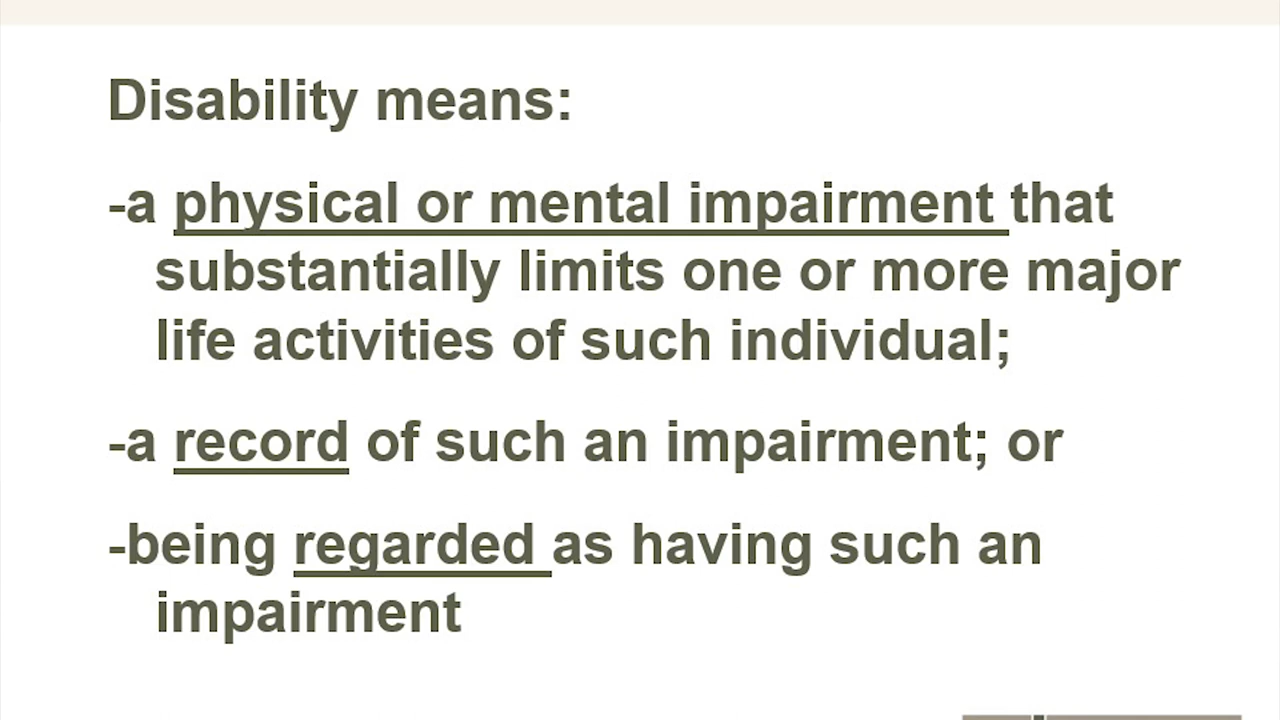 Disability means:
-a physical or mental impairment that
substantially limits one or more major
life activities of such individual;
-a record of such an impairment; or
-being regarded as having such an
impairment